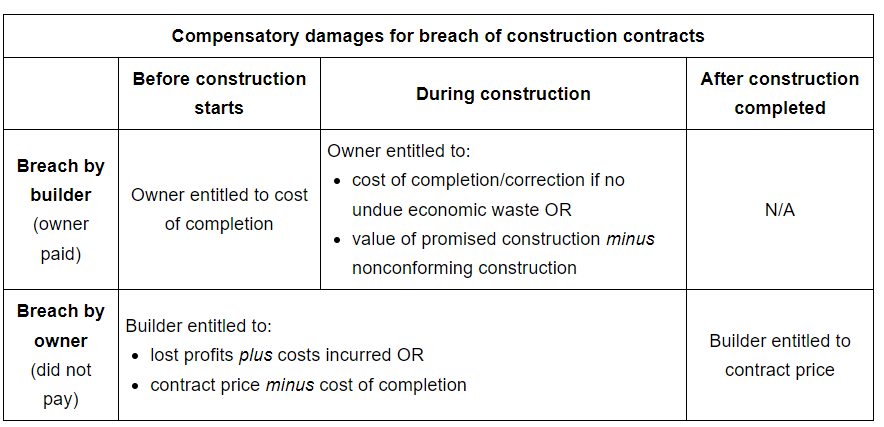 Compensatory damages for breach of construction contracts
Before construction
starts
During construction
After construction
completed
Breach by
builder
(owner
paid)
Owner entitled to cost
of completion
Owner entitled to:
• cost of completion/correction if no
undue economic waste OR
• value of promised construction minus
nonconforming construction
N/A
Breach by
owner
(did not
pay)
Builder entitled to:
• lost profits plus costs incurred OR
• contract price minus cost of completion
Builder entitled to
contract price